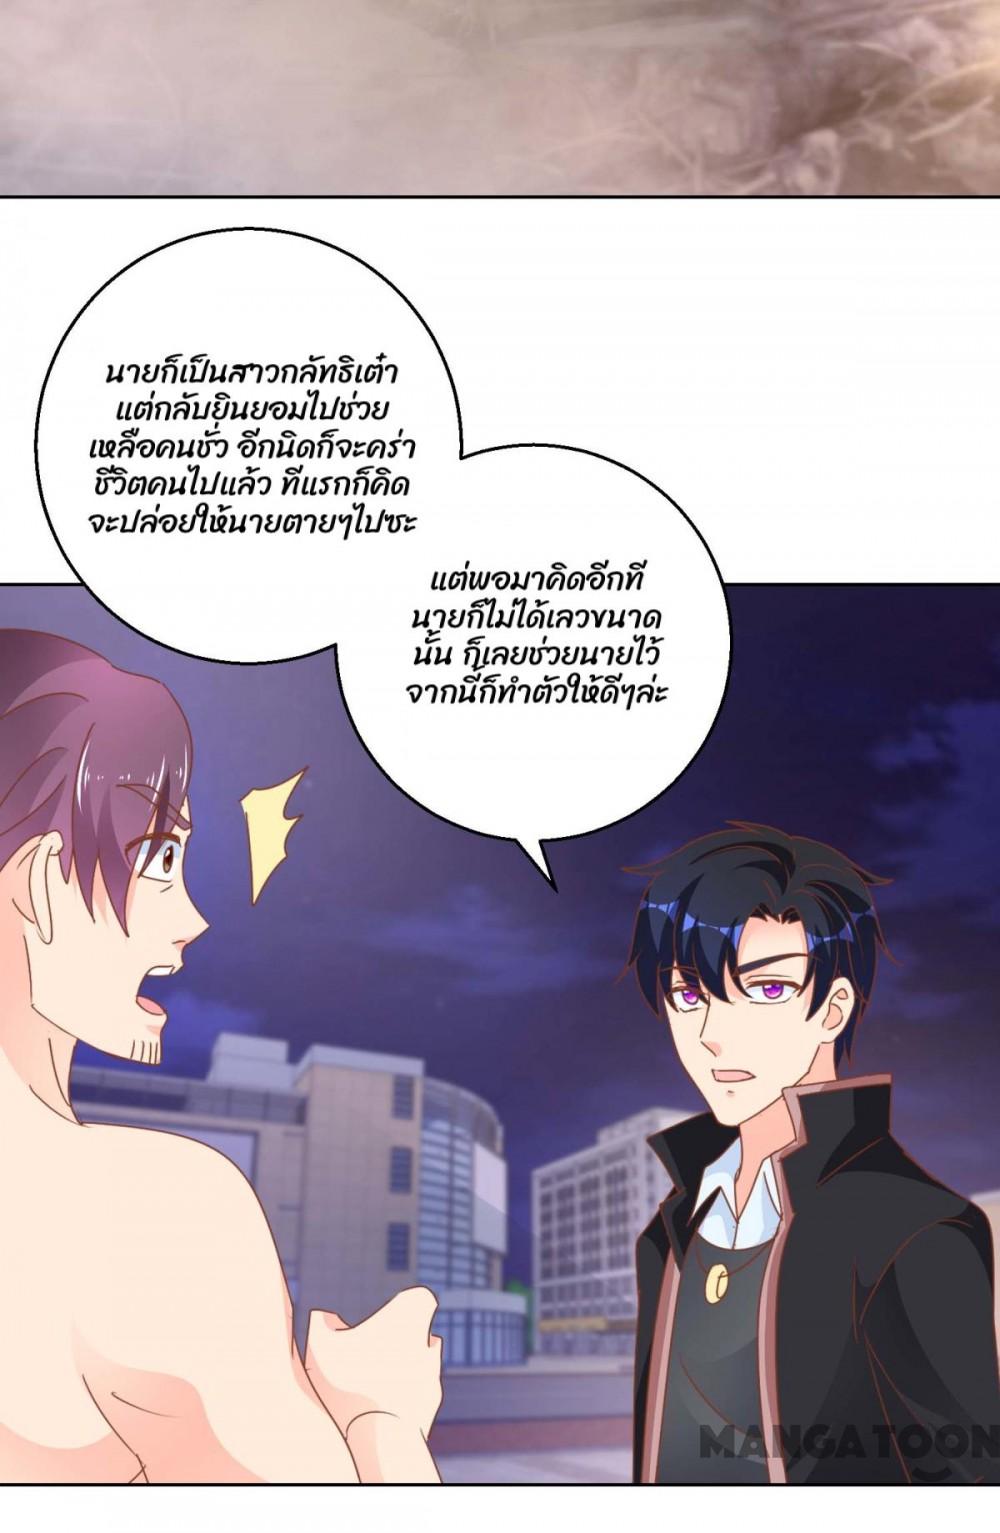 นายก็เป็นสาวกลัทธิเต๋า
แต่กลับยินยอมไปช่วย
เหลือคนชั่ว อีกนิดก็จะคร่า
ชีวิตคนไปแล้ว ทีแรกก็คิด
จะปล่อยให้นายตายๆไปซะ
แต่พอมาคิดอีกที
นายก็ไม่ได้เลวขนาด
นั้น ก็เลยช่วยนายไว้
จากนี้ก็ทำตัวให้ดีๆล่ะ
MANGATOON